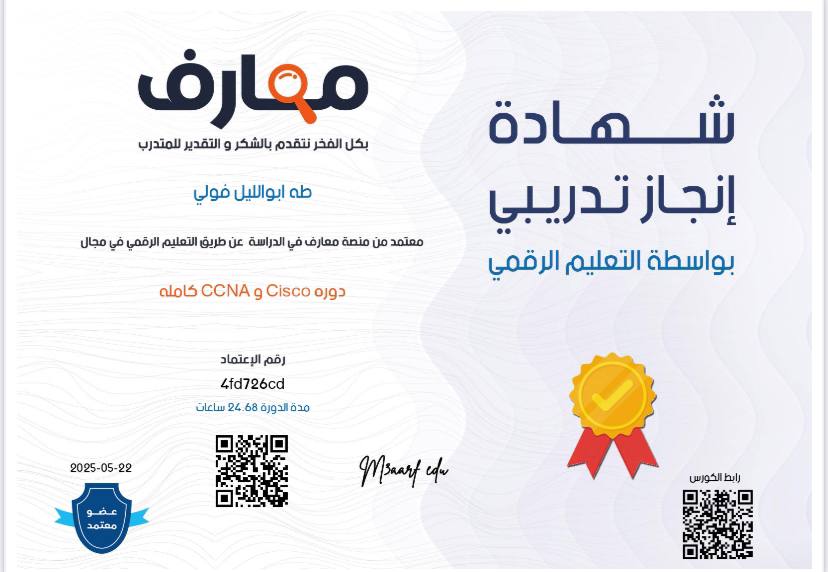 شهادة
إنجاز تدريبي
بواسطة التعليم الرقمي
معارف
بكل الفخر نتقدم بالشكر و التقدير للمتدرب
طه ابوالليل فولي
معتمد من منصة معارف في الدراسة عن طريق التعليم الرقمي في مجال
دوره Cisco و CCNA كامله
رقم الإعتماد
4fd726cd
مدة الدورة 24.68 ساعات
2025-05-22
عضو
معتمد
M3aarf edu
رابط الكورس